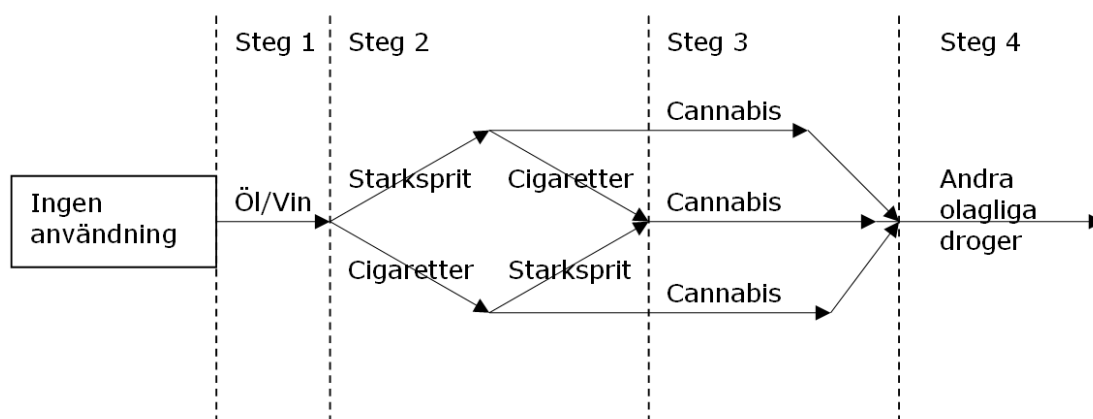 Steg 1
Steg 2
Steg 3
Steg 4
Ingen
användning
Öl/Vin
Starksprit
Cigaretter
Cigaretter
Starksprit
Cannabis
Cannabis
Cannabis
Andra
olagliga
droger